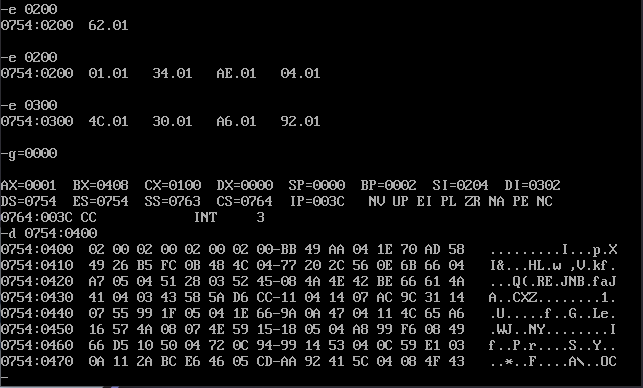 -e 0200
0754:0200 62.01
-e 0200
0754:0200 01.01 34.01 AE.01 04.01
-e 0300
0754:0300 4C.01 30.01 A6.01 92.01
-g=0000
AX=0001 BX=0408 CX=0100 DX=0000 SP=0000 BP=0002 SI=0204 DI=0302
DS=0754 ES=0754 SS=0763 CS=0764 IP=003C NV UP EI PL ZR NA PE NC
0764:003C CC INT 3
-d 0754:0400
0754:0400 02 00 02 00 02 00 02 00-BB 49 AA 04 1E 70 AD 58 .........I...p.X
0754:0410 49 26 B5 FC 0B 48 4C 04-77 20 2C 56 0E 6B 66 04 I&...HL.w ,V.kf.
0754:0420 A7 05 04 51 28 03 52 45-08 4A 4E 42 BE 66 61 4A ...Q(.RE.JNB.faJ
0754:0430 41 04 03 43 58 5A D6 CC-11 04 14 07 AC 9C 31 14 A..CXZ........1.
0754:0440 07 55 99 1F 05 04 1E 66-9A 0A 47 04 11 4C 65 A6 .U.....f..G..Le.
0754:0450 16 57 4A 08 07 4E 59 15-18 05 04 A8 99 F6 08 49 .WJ..NY........I
0754:0460 66 D5 10 50 04 72 0C 94-99 14 53 04 0C 59 E1 03 f..P.r....S..Y..
0754:0470 0A 11 2A BC E6 46 05 CD-AA 92 41 5C 04 08 4F 43 ..*..F....A\..OC
-